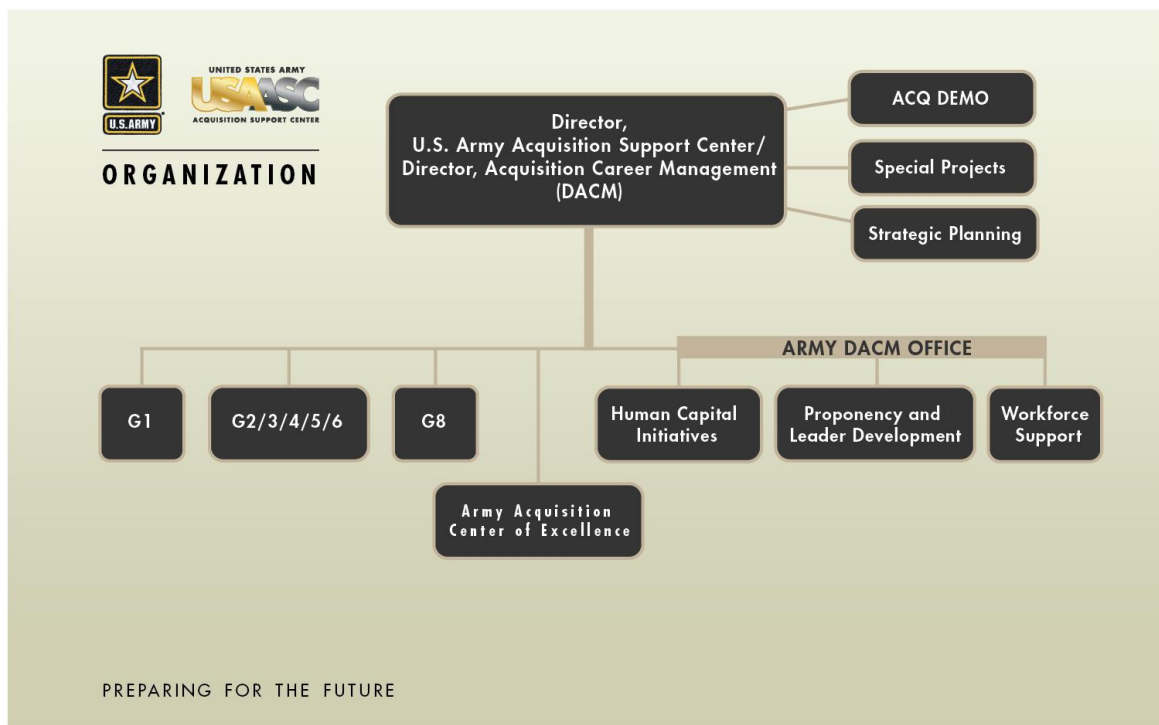 U.S.ARMY
UNITED STATES ARMY
USAASC
ACQUISITION SUPPORT CENTER
ORGANIZATION
Director,
U.S. Army Acquisition Support Center/
Director, Acquisition Career Management
(DACM)
ACQ DEMO
Special Projects
Strategic Planning
ARMY DACM OFFICE
G1
G2/3/4/5/6
G8
Human Capital
Initiatives
Proponency and
Leader Development
Workforce
Support
Army Acquisition
Center of Excellence
PREPARING FOR THE FUTURE